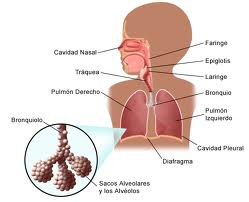 Cavidad Nasal
Faringe
Epiglotis
Tráquea
Laringe
Pulmón Derecho
Bronquio
Pulmón
Izquierdo
Bronquiolo
Cavidad Pleural
Diafragma
Sacos Alveolares
y los Alvéolos